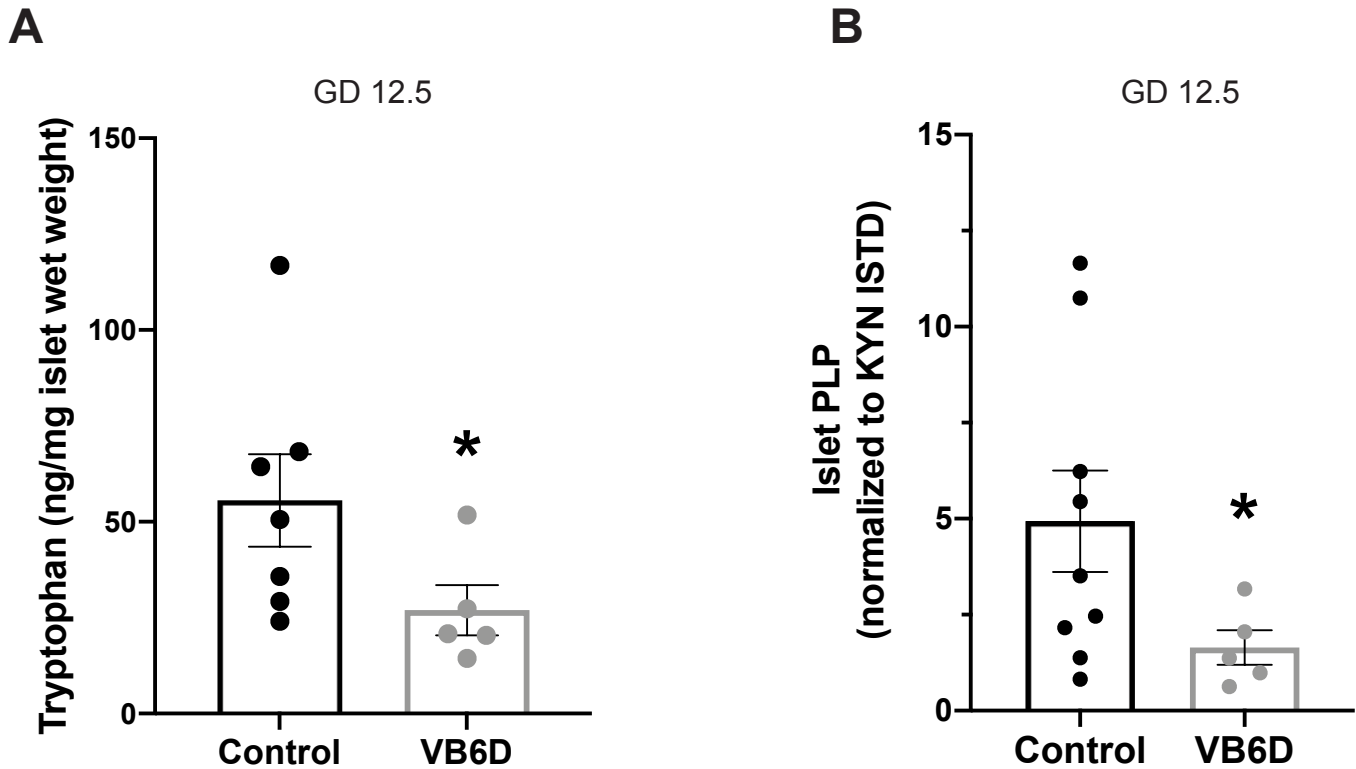 A
GD 12.5
Tryptophan (ng/mg islet wet weight)
150
100
50
0
*
Control
VB6D
B
GD 12.5
Islet PLP
(normalized to KYN ISTD)
15
10
5
0
*
Control
VB6D